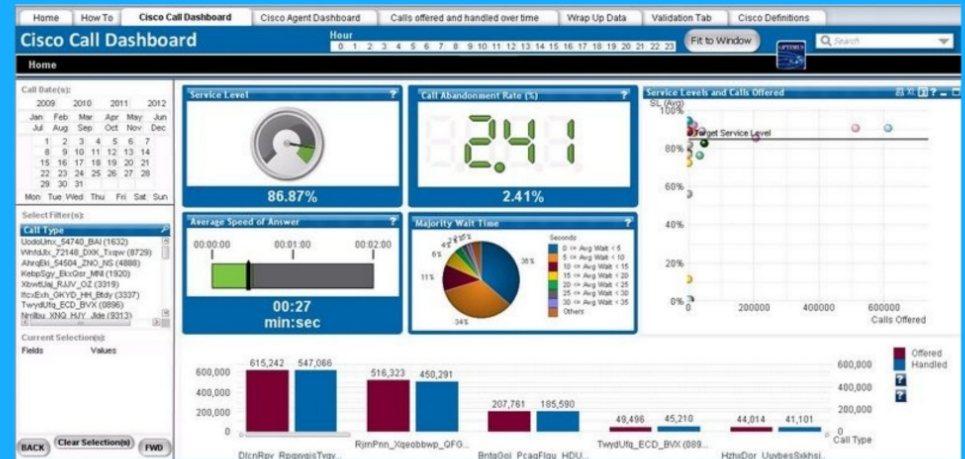 Home How To Cisco Call Dashboard Cisco Agent Dashboard Calls offered and handled over time Wrap Up Data Validation Tab Cisco Definitions
Cisco Call Dashboard
Hour
0 1 2 3 4 5 6 7 8 9 10 11 12 13 14 15 16 17 18 19 20 21 22 23
Fit to Window
Search
Home
Call Date(s):
2009 2010 2011 2012
Jan Feb Mar Apr May Jun
Jul Aug Sep Oct Nov Dec
1 2 3 4 5 6 7
8 9 10 11 12 13 14
15 16 17 18 19 20 21
22 23 24 25 26 27 28
29 30 31
Mon Tue Wed Thu Fri Sat Sun
Select Filter(s):
Call Type
(1632)
(8729)
(4888)
(1920)
(3319)
(3337)
TwydUfq_ECD_BVX (0896)
(9313)
Current Selection(s):
Fields Values
BACK Clear Selection(s) FWD
Service Level ?
86.87%
Call Abandonment Rate (%) ?
2.41
2.41%
Average Speed of Answer ?
00:00:00 00:01:00 00:02:00
00:27
min:sec
Majority Wait Time ?
36%
34%
11%
6%
Seconds
0 <= Avg Wait < 5
5 <= Avg Wait < 10
10 <= Avg Wait < 15
15 <= Avg Wait < 20
20 <= Avg Wait < 25
25 <= Avg Wait < 30
30 <= Avg Wait < 35
Others
Service Levels and Calls Offered
SL (Avg)
100%
Target Service Level
80%
60%
40%
20%
0%
0 200000 400000 600000
Calls Offered
615,242 547,066
516,323 450,291
207,761 185,590
49,496 45,210
44,014 41,101
600,000
400,000
200,000
0
600,000
400,000
200,000
0
Offered
Handled
?
?
Call Type
TwydUfq_ECD_BVX (089...